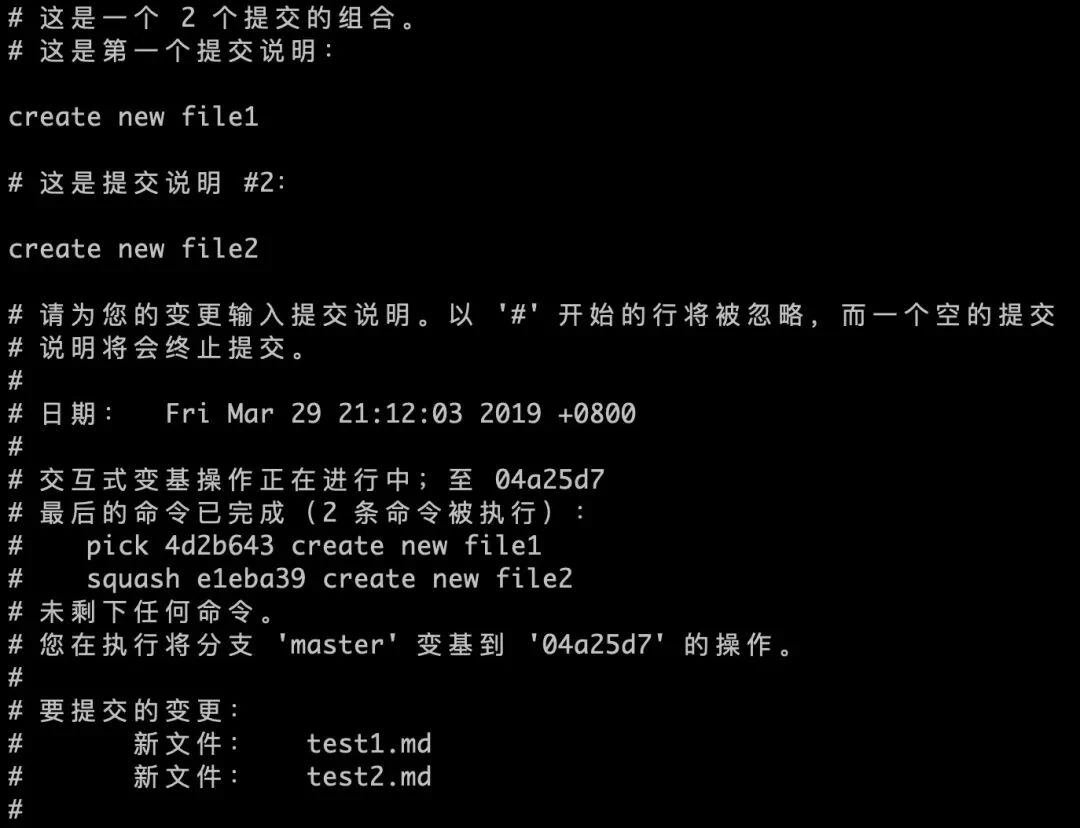 # 这是一个 2 个提交的组合。
# 这是第一个提交说明：
create new file1
# 这是提交说明 #2：
create new file2
# 请为您的变更输入提交说明。以 '#' 开始的行将被忽略，而一个空的提交
# 说明将会终止提交。
#
# 日期：  Fri Mar 29 21:12:03 2019 +0800
#
# 交互式变基操作正在进行中；至 04a25d7
# 最后的命令已完成（2 条命令被执行）：
#    pick 4d2b643 create new file1
#    squash e1eba39 create new file2
# 未剩下任何命令。
# 您在执行将分支 'master' 变基到 '04a25d7' 的操作。
#
# 要提交的变更：
#       新文件：   test1.md
#       新文件：   test2.md
#